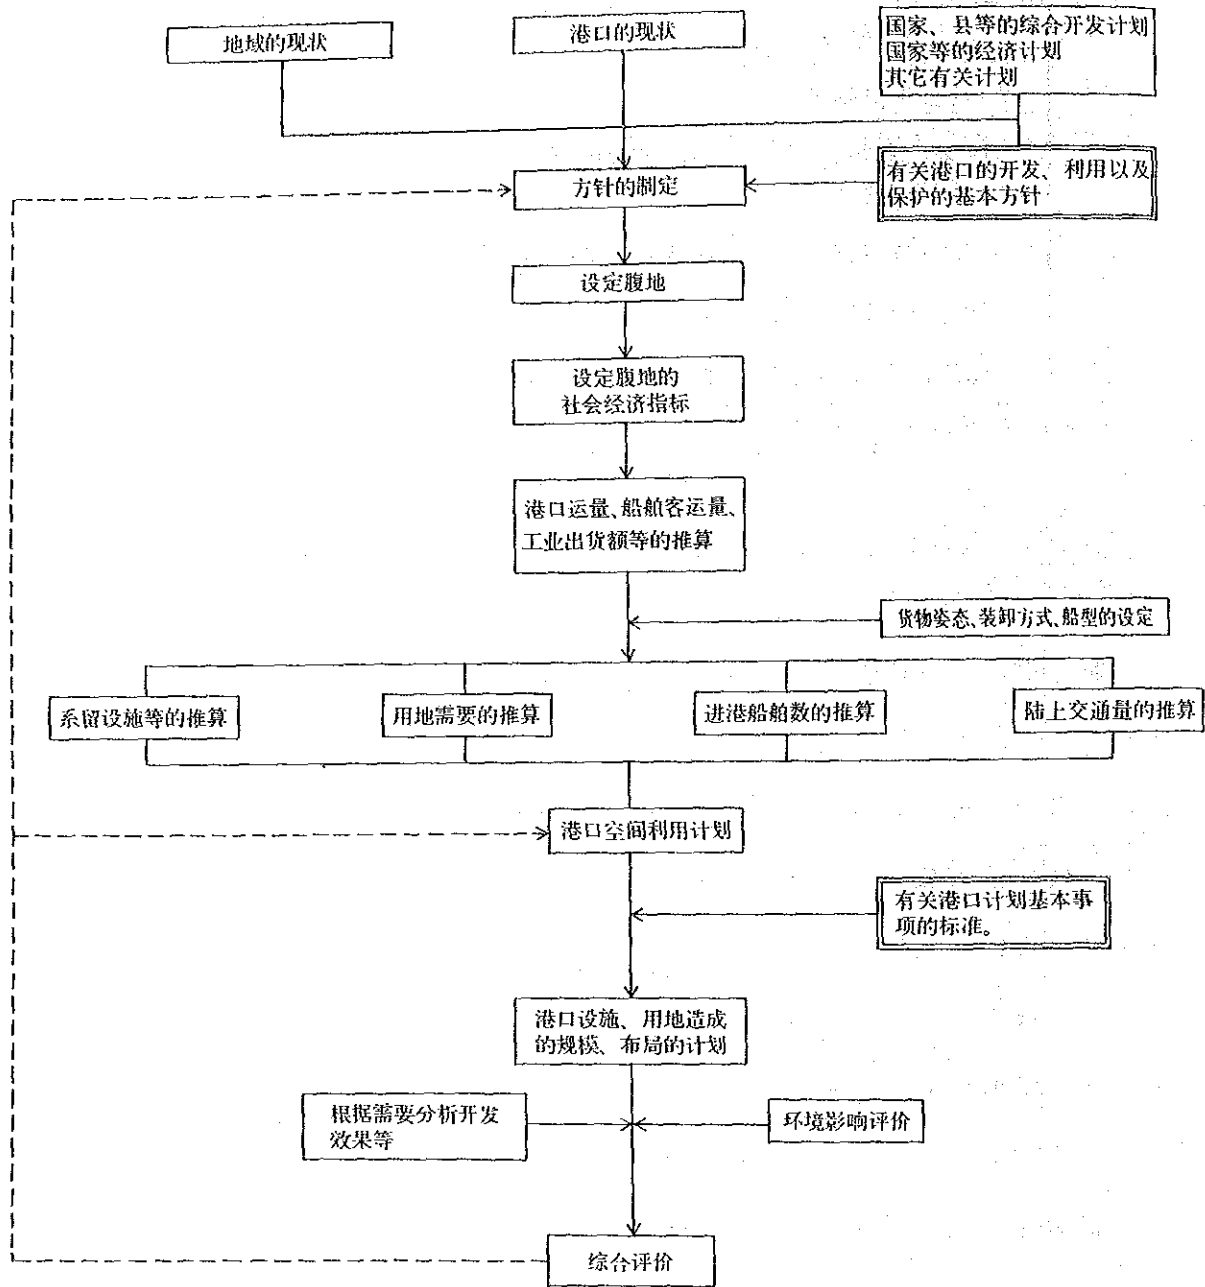 地域的现状
港口的现状
国家、县等的综合开发计划
国家等的经济计划
其它有关计划
有关港口的开发、利用以及
保护的基本方针
方针的制定
设定腹地
设定腹地的
社会经济指标
港口运量、船舶客运量、
工业出货额等的推算
货物姿态、装卸方式、船型的设定
系留设施等的推算
用地需要的推算
进港船舶数的推算
陆上交通量的推算
港口空间利用计划
有关港口计划基本事
项的标准。
港口设施、用地造成
的规模、布局的计划
根据需要分析开发
效果等
环境影响评价
综合评价